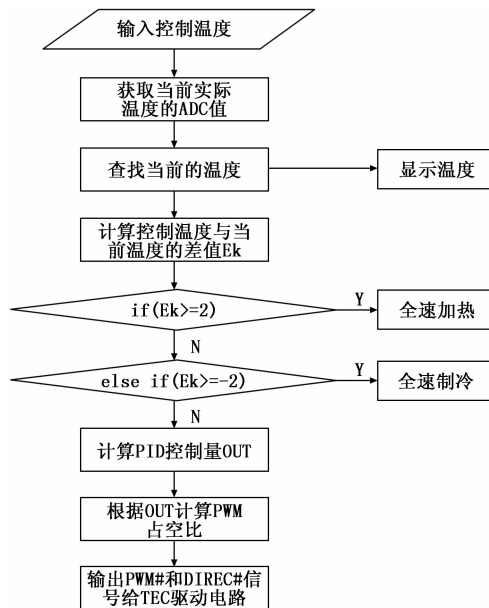 输入控制温度
获取当前实际
温度的ADC值
查找当前的温度
显示温度
计算控制温度与当
前温度的差值Ek
if(Ek>=2)
Y
全速加热
N
else if(Ek>=-2)
Y
全速制冷
N
计算PID控制量OUT
根据OUT计算PWM
占空比
输出PWM#和DIREC#信
号给TEC驱动电路